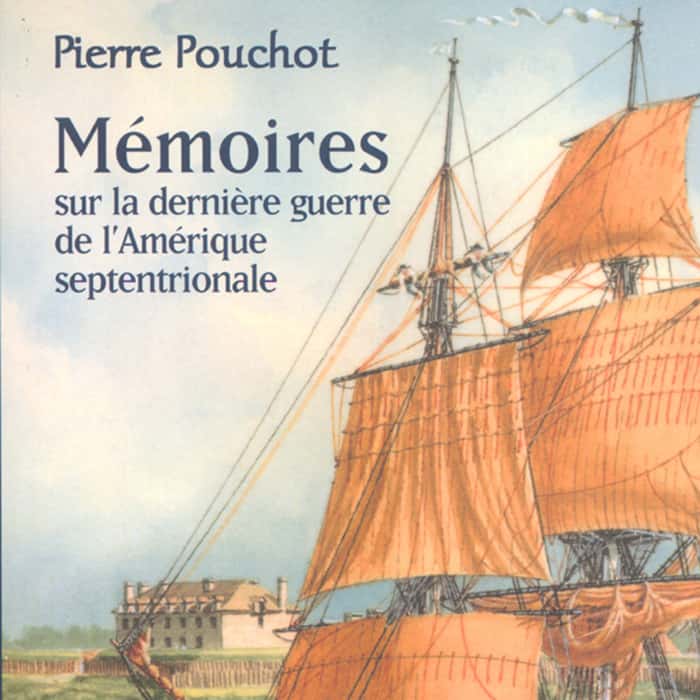 Pierre Pouchot
Mémoires
sur la dernière guerre
de l'Amérique
septentrionale